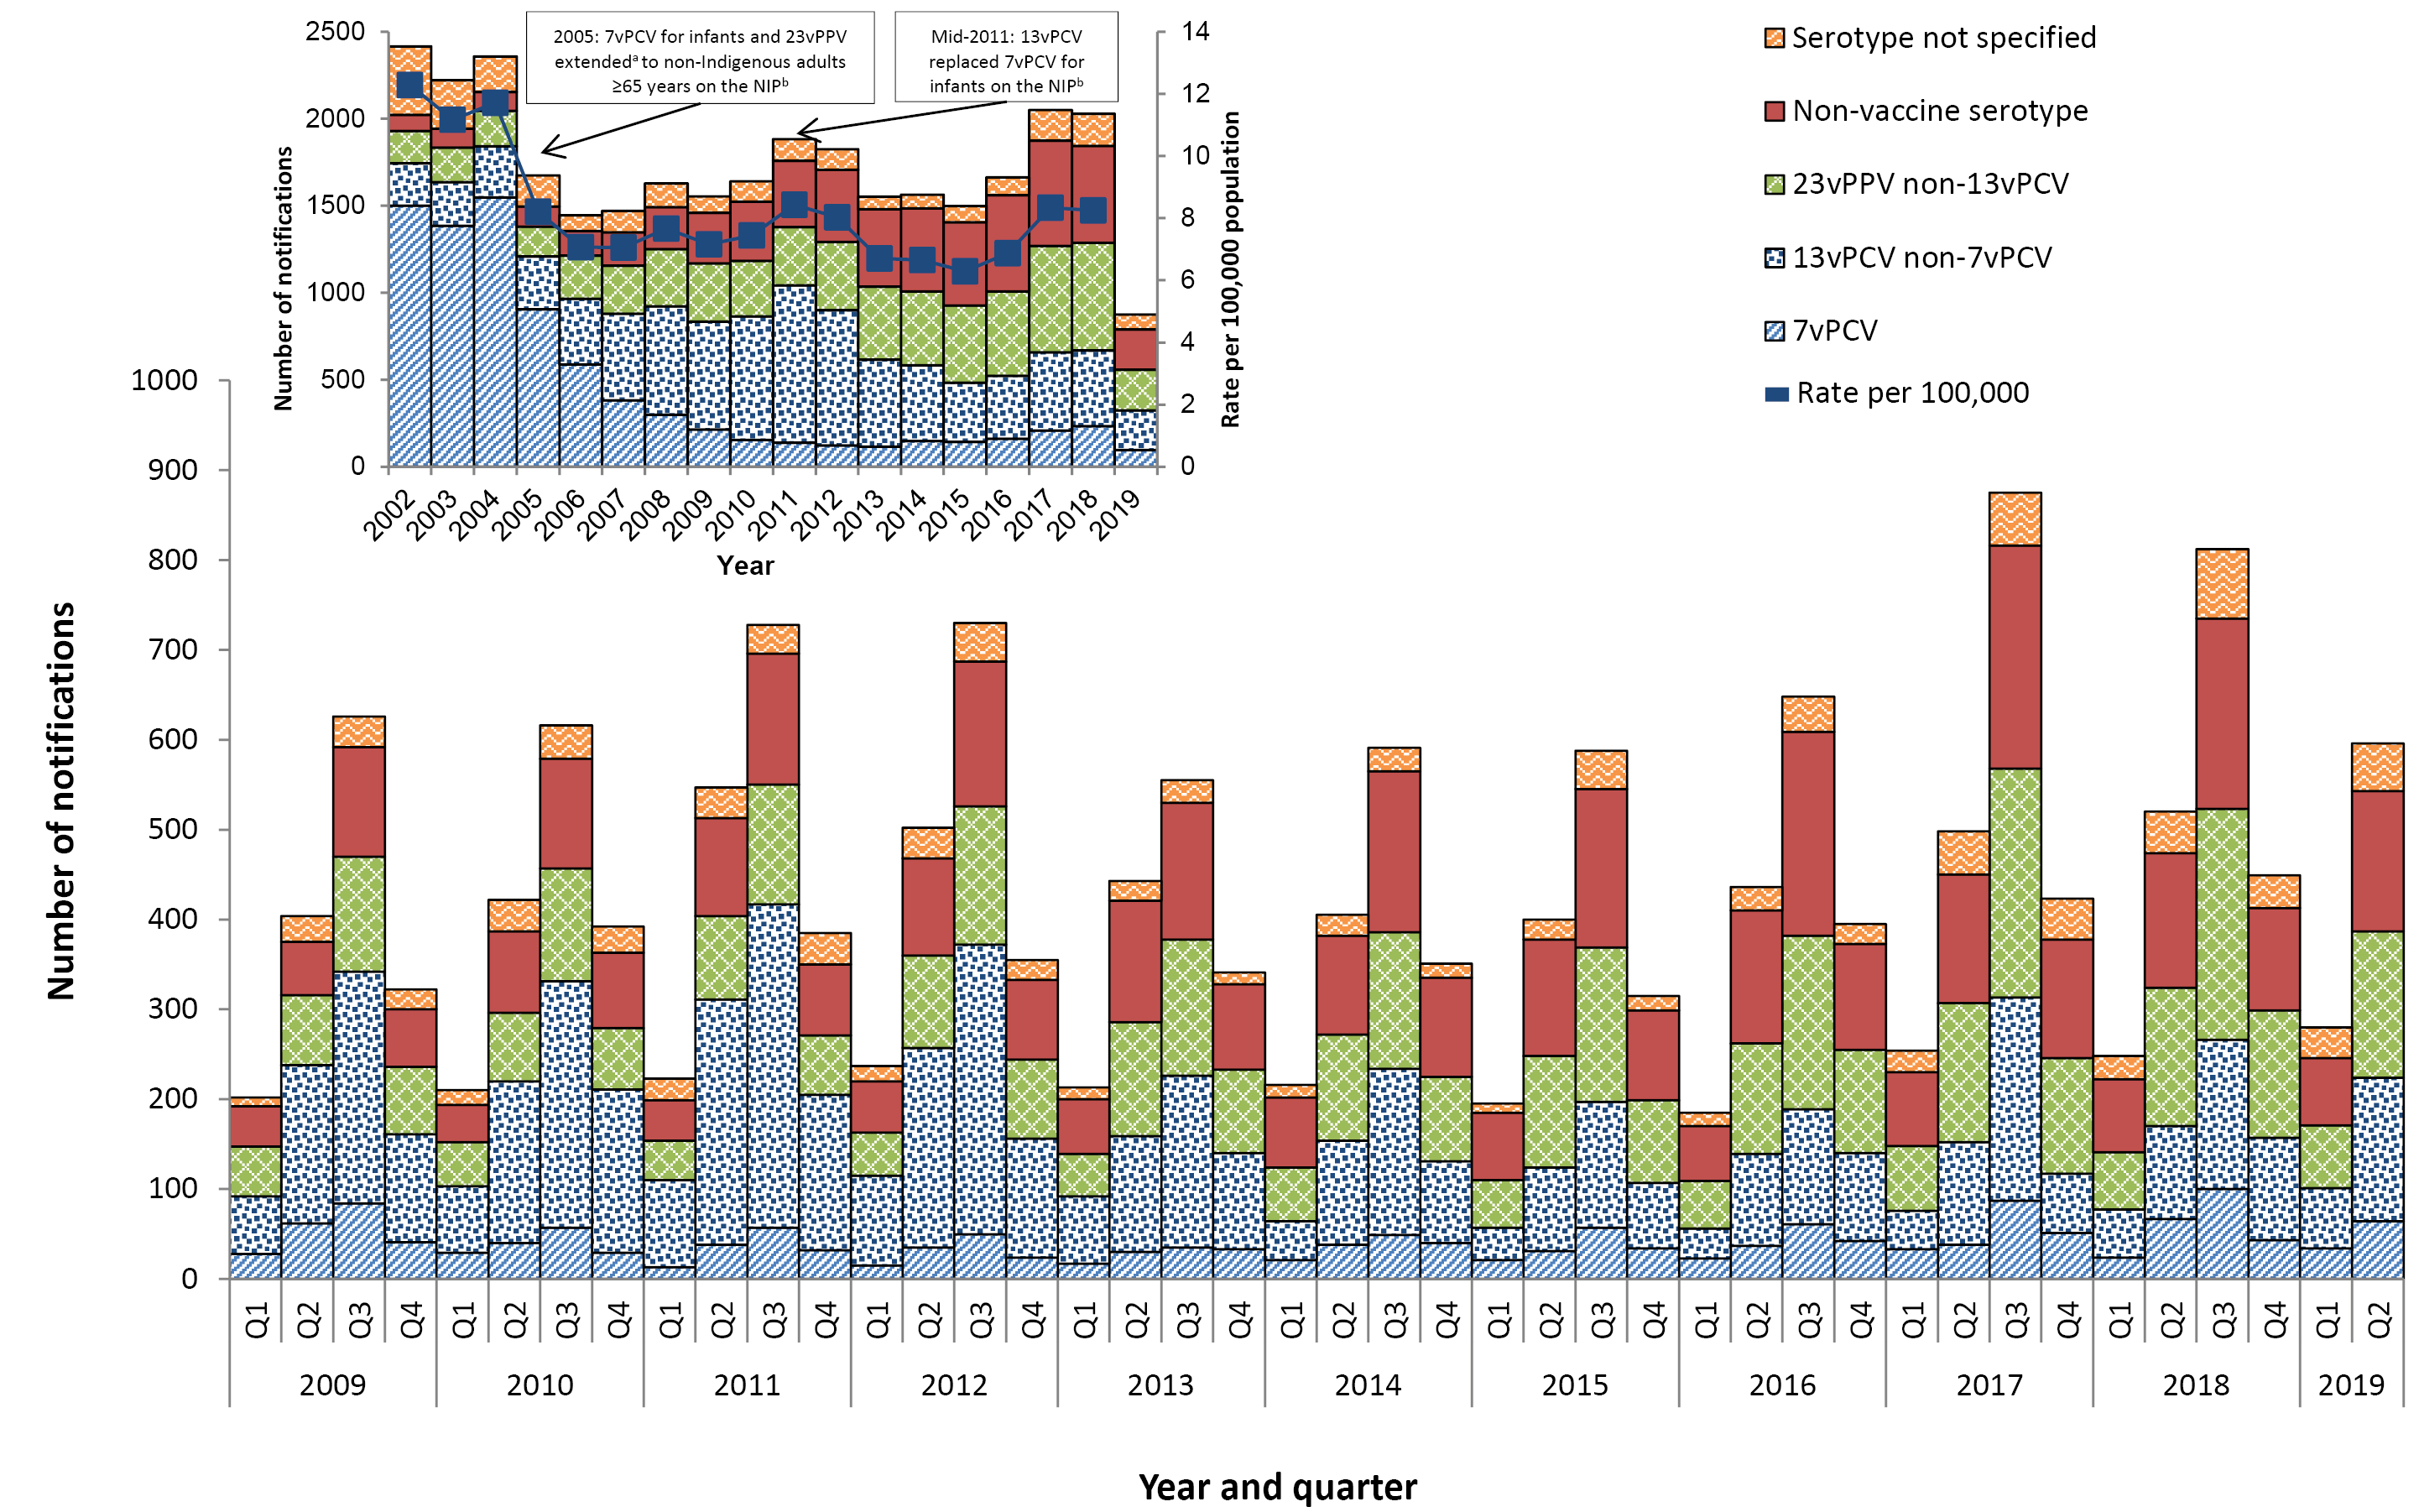 2005: 7vPCV for infants and 23vPPV
extendedᵃ to non-Indigenous adults
≥65 years on the NIPᵇ
Mid-2011: 13vPCV
replaced 7vPCV for
infants on the NIPᵇ
Number of notitifications
2500
2000
1500
1000
500
0
14
12
10
8
6
4
2
0
Rate per 100,000 population
2002 2003 2004 2005 2006 2007 2008 2009 2010 2011 2012 2013 2014 2015 2016 2017 2018 2019
Year
Serotype not specified
Non-vaccine serotype
23vPPV non-13vPCV
13vPCV non-7vPCV
7vPCV
Rate per 100,000
Number of notifications
1000
900
800
700
600
500
400
300
200
100
0
Q1 Q2 Q3 Q4 Q1 Q2 Q3 Q4 Q1 Q2 Q3 Q4 Q1 Q2 Q3 Q4 Q1 Q2 Q3 Q4 Q1 Q2 Q3 Q4 Q1 Q2 Q3 Q4 Q1 Q2 Q3 Q4 Q1 Q2 Q3 Q4 Q1 Q2 Q3 Q4 Q1 Q2
2009 2010 2011 2012 2013 2014 2015 2016 2017 2018 2019
Year and quarter